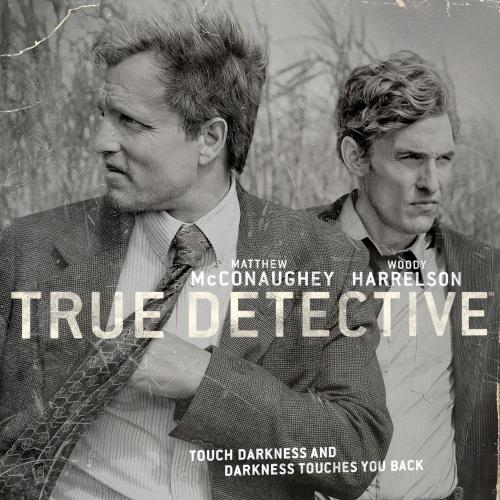 MATTHEW
McCONAUGHEY
WOODY
HARRELSON
TRUE DETECTIVE
TOUCH DARKNESS AND
DARKNESS TOUCHES YOU BACK